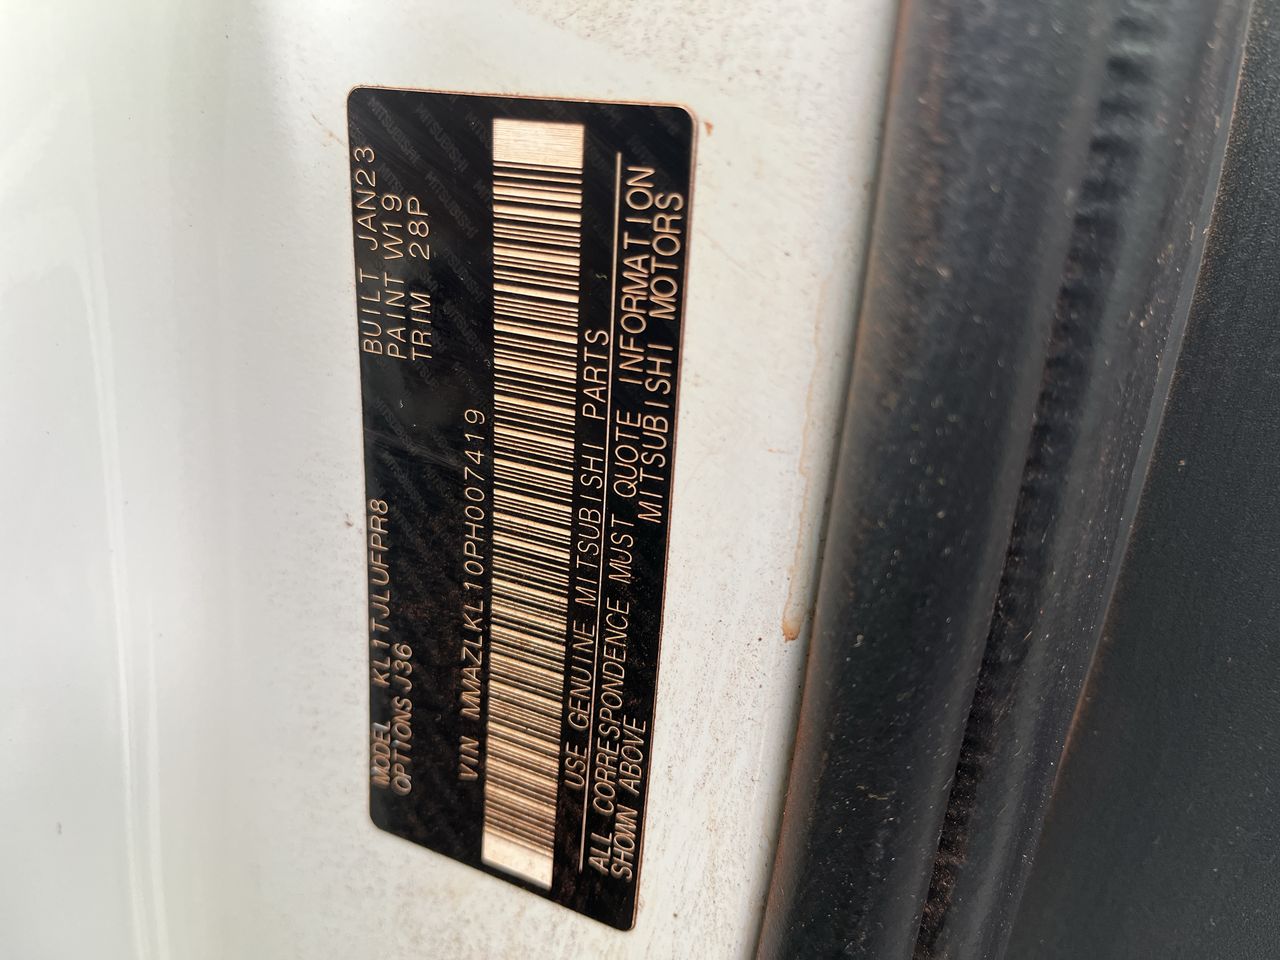 MODEL KL1TJLUFPR8 BUILT JAN23
OPTIONS J36 PAINT W19
TRIM 28P
VIN MMAZLKL10PH007419
USE GENUINE MITSUBISHI PARTS
ALL CORRESPONDENCE MUST QUOTE INFORMATION
SHOWN ABOVE MITSUBISHI MOTORS